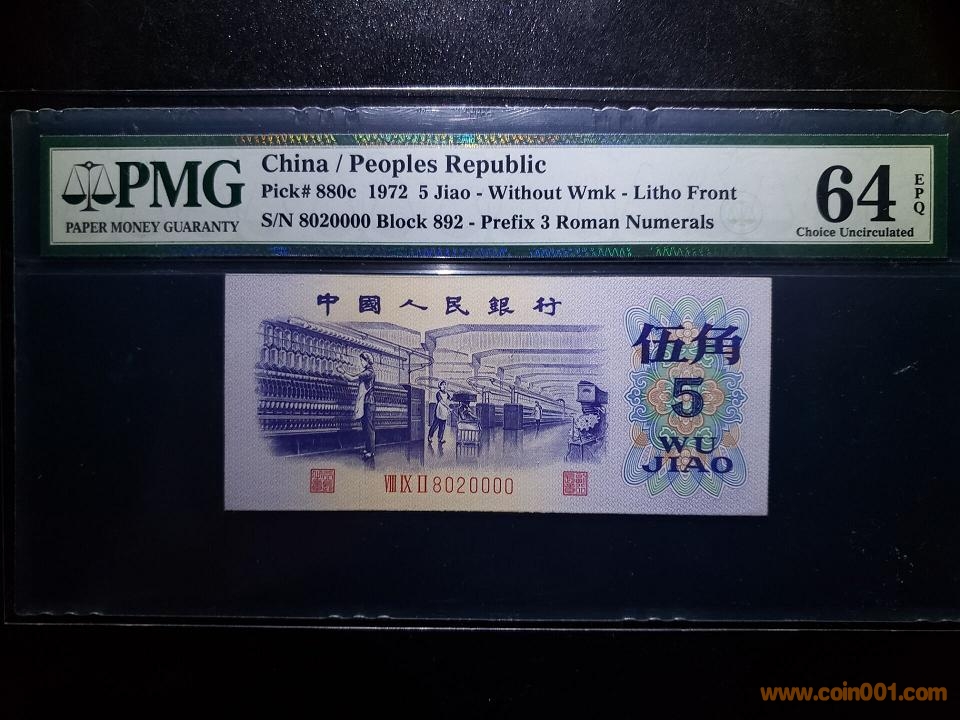 PMG
PAPER MONEY GUARANTY
China / Peoples Republic
Pick# 880c 1972 5 Jiao - Without Wmk - Litho Front
S/N 8020000 Block 892 - Prefix 3 Roman Numerals
64
EPQ
Choice Uncirculated
中國人民銀行
伍角
5
WU
JIAO
VIII IX II 8020000
www.coin001.com